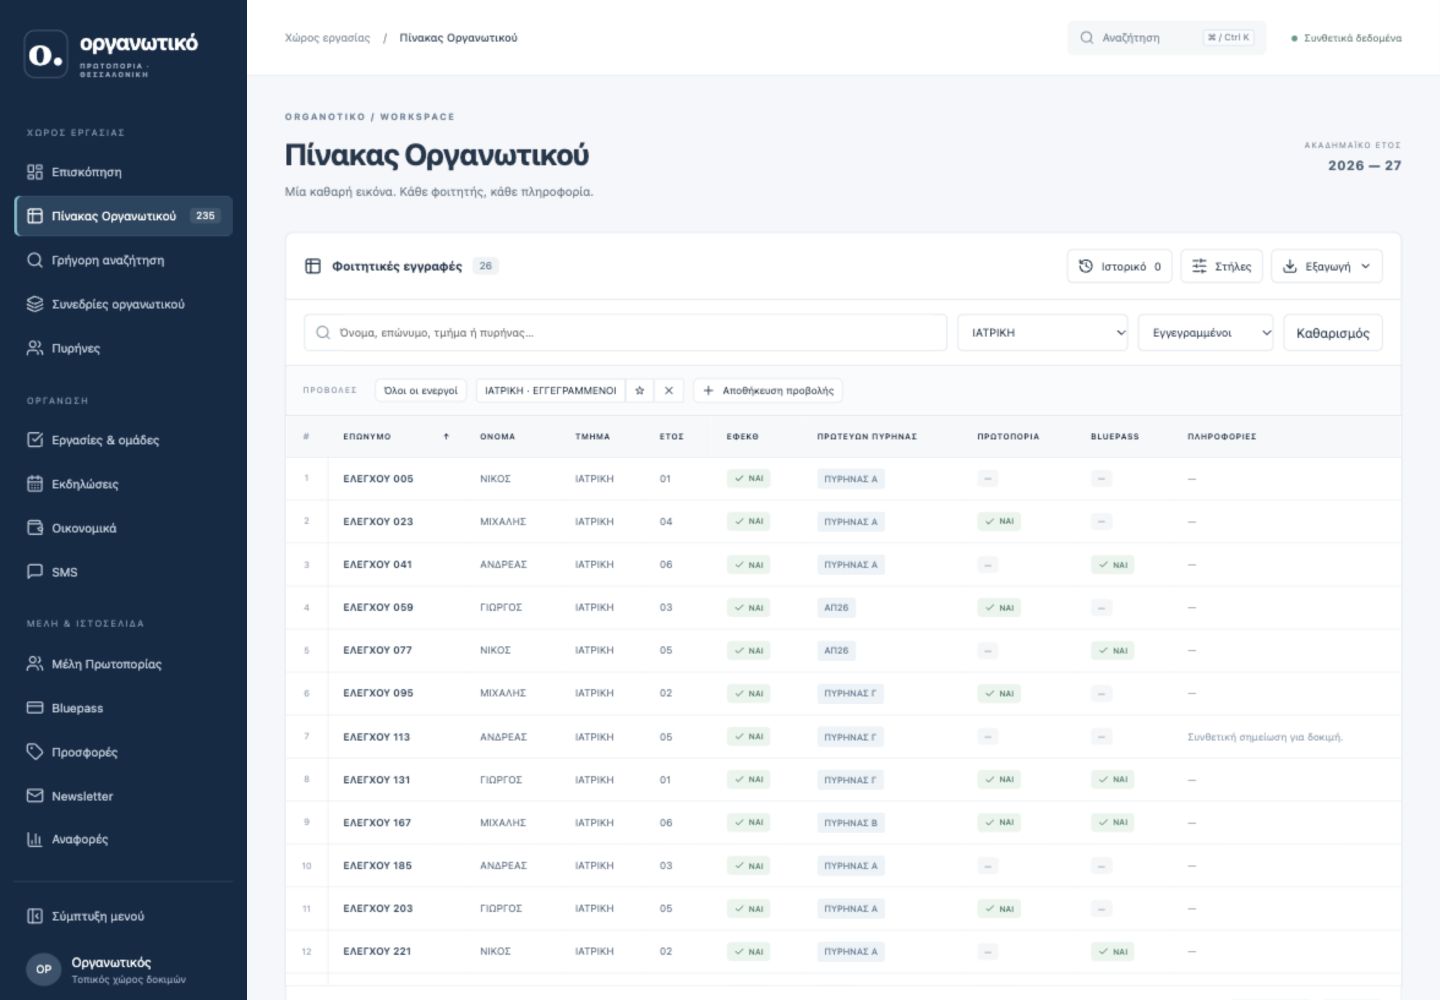 ο.
οργανωτικό
ΠΡΩΤΟΠΟΡΙΑ ·
ΘΕΣΣΑΛΟΝΙΚΗ
ΧΩΡΟΣ ΕΡΓΑΣΙΑΣ
Επισκόπηση
Πίνακας Οργανωτικού 235
Γρήγορη αναζήτηση
Συνεδρίες οργανωτικού
Πυρήνες
ΟΡΓΑΝΩΣΗ
Εργασίες & ομάδες
Εκδηλώσεις
Οικονομικά
SMS
ΜΕΛΗ & ΙΣΤΟΣΕΛΙΔΑ
Μέλη Πρωτοπορίας
Bluepass
Προσφορές
Newsletter
Αναφορές
Σύμπτυξη μενού
ΟΡ
Οργανωτικός
Τοπικός χώρος δοκιμών
Χώρος εργασίας / Πίνακας Οργανωτικού
Αναζήτηση ⌘ / Ctrl K
Συνθετικά δεδομένα
ORGANOTIKO / WORKSPACE
Πίνακας Οργανωτικού
Μία καθαρή εικόνα. Κάθε φοιτητής, κάθε πληροφορία.
ΑΚΑΔΗΜΑΪΚΟ ΕΤΟΣ
2026 — 27
Φοιτητικές εγγραφές 26
Ιστορικό 0
Στήλες
Εξαγωγή
Όνομα, επώνυμο, τμήμα ή πυρήνας...
ΙΑΤΡΙΚΗ
Εγγεγραμμένοι
Καθαρισμός
ΠΡΟΒΟΛΕΣ
Όλοι οι ενεργοί
ΙΑΤΡΙΚΗ · ΕΓΓΕΓΡΑΜΜΕΝΟΙ
Αποθήκευση προβολής
# ΕΠΩΝΥΜΟ ↑ ΟΝΟΜΑ ΤΜΗΜΑ ΕΤΟΣ ΕΦΕΚΘ ΠΡΩΤΕΥΩΝ ΠΥΡΗΝΑΣ ΠΡΩΤΟΠΟΡΙΑ BLUEPASS ΠΛΗΡΟΦΟΡΙΕΣ
1 ΕΛΕΓΧΟΥ 005 ΝΙΚΟΣ ΙΑΤΡΙΚΗ 01 ✓ ΝΑΙ ΠΥΡΗΝΑΣ Α — — —
2 ΕΛΕΓΧΟΥ 023 ΜΙΧΑΛΗΣ ΙΑΤΡΙΚΗ 04 ✓ ΝΑΙ ΠΥΡΗΝΑΣ Α ✓ ΝΑΙ — —
3 ΕΛΕΓΧΟΥ 041 ΑΝΔΡΕΑΣ ΙΑΤΡΙΚΗ 06 ✓ ΝΑΙ ΠΥΡΗΝΑΣ Α — ✓ ΝΑΙ —
4 ΕΛΕΓΧΟΥ 059 ΓΙΩΡΓΟΣ ΙΑΤΡΙΚΗ 03 ✓ ΝΑΙ ΑΠ26 ✓ ΝΑΙ — —
5 ΕΛΕΓΧΟΥ 077 ΝΙΚΟΣ ΙΑΤΡΙΚΗ 05 ✓ ΝΑΙ ΑΠ26 — ✓ ΝΑΙ —
6 ΕΛΕΓΧΟΥ 095 ΜΙΧΑΛΗΣ ΙΑΤΡΙΚΗ 02 ✓ ΝΑΙ ΠΥΡΗΝΑΣ Γ ✓ ΝΑΙ — —
7 ΕΛΕΓΧΟΥ 113 ΑΝΔΡΕΑΣ ΙΑΤΡΙΚΗ 05 ✓ ΝΑΙ ΠΥΡΗΝΑΣ Γ — — Συνθετική σημείωση για δοκιμή.
8 ΕΛΕΓΧΟΥ 131 ΓΙΩΡΓΟΣ ΙΑΤΡΙΚΗ 01 ✓ ΝΑΙ ΠΥΡΗΝΑΣ Γ ✓ ΝΑΙ ✓ ΝΑΙ —
9 ΕΛΕΓΧΟΥ 167 ΜΙΧΑΛΗΣ ΙΑΤΡΙΚΗ 06 ✓ ΝΑΙ ΠΥΡΗΝΑΣ Β ✓ ΝΑΙ ✓ ΝΑΙ —
10 ΕΛΕΓΧΟΥ 185 ΑΝΔΡΕΑΣ ΙΑΤΡΙΚΗ 03 ✓ ΝΑΙ ΠΥΡΗΝΑΣ Α — — —
11 ΕΛΕΓΧΟΥ 203 ΓΙΩΡΓΟΣ ΙΑΤΡΙΚΗ 05 ✓ ΝΑΙ ΠΥΡΗΝΑΣ Α ✓ ΝΑΙ — —
12 ΕΛΕΓΧΟΥ 221 ΝΙΚΟΣ ΙΑΤΡΙΚΗ 02 ✓ ΝΑΙ ΠΥΡΗΝΑΣ Α — ✓ ΝΑΙ —